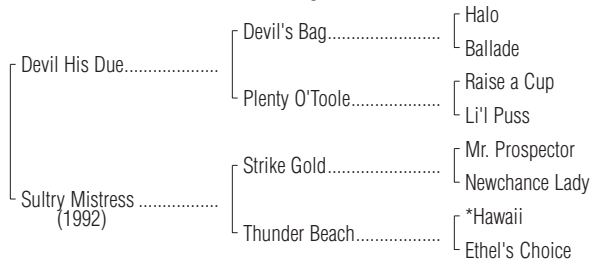 Halo
Devil's Bag....................
Ballade
Devil His Due...................
Raise a Cup
Plenty O'Toole...................
Li'l Puss
Mr. Prospector
Strike Gold....................
Newchance Lady
Sultry Mistress ................
(1992)
*Hawaii
Thunder Beach................
Ethel's Choice